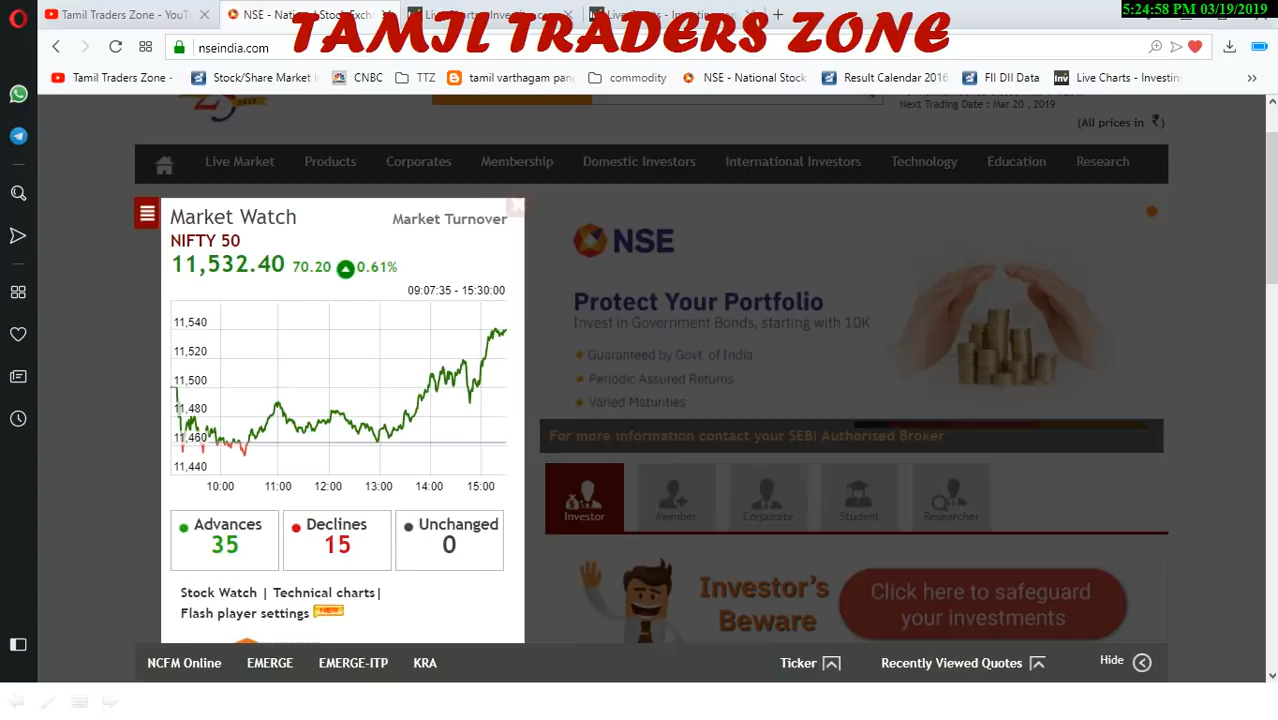 Tamil Traders Zone - YouT
NSE - National Stock Exch
Live Charts - Investing.c
Live Charts - Investing
5:24:58 PM 03/19/2019
TAMIL TRADERS ZONE
nseindia.com
Tamil Traders Zone -
Stock/Share Market
CNBC
TTZ
tamil varthagam pan
commodity
NSE - National Stock
Result Calendar 2016
FII DII Data
Live Charts - Investin
Next Trading Date : Mar 20 , 2019
(All prices in ₹)
Live Market Products Corporates Membership Domestic Investors International Investors Technology Education Research
Market Watch
Market Turnover
NIFTY 50
11,532.40 70.20 0.61%
09:07:35 - 15:30:00
11,540
11,520
11,500
11,480
11,460
11,440
10:00 11:00 12:00 13:00 14:00 15:00
Advances
35
Declines
15
Unchanged
0
Stock Watch | Technical charts|
Flash player settings NEW
NSE
Protect Your Portfolio
Invest in Government Bonds, starting with 10K
Guaranteed by Govt. of India
Periodic Assured Returns
Varied Maturities
For more information contact your SEBI Authorised Broker
Investor Member Corporate Student Researcher
Investor's
Beware
Click here to safeguard
your investments
NCFM Online EMERGE EMERGE-ITP KRA Ticker Recently Viewed Quotes Hide